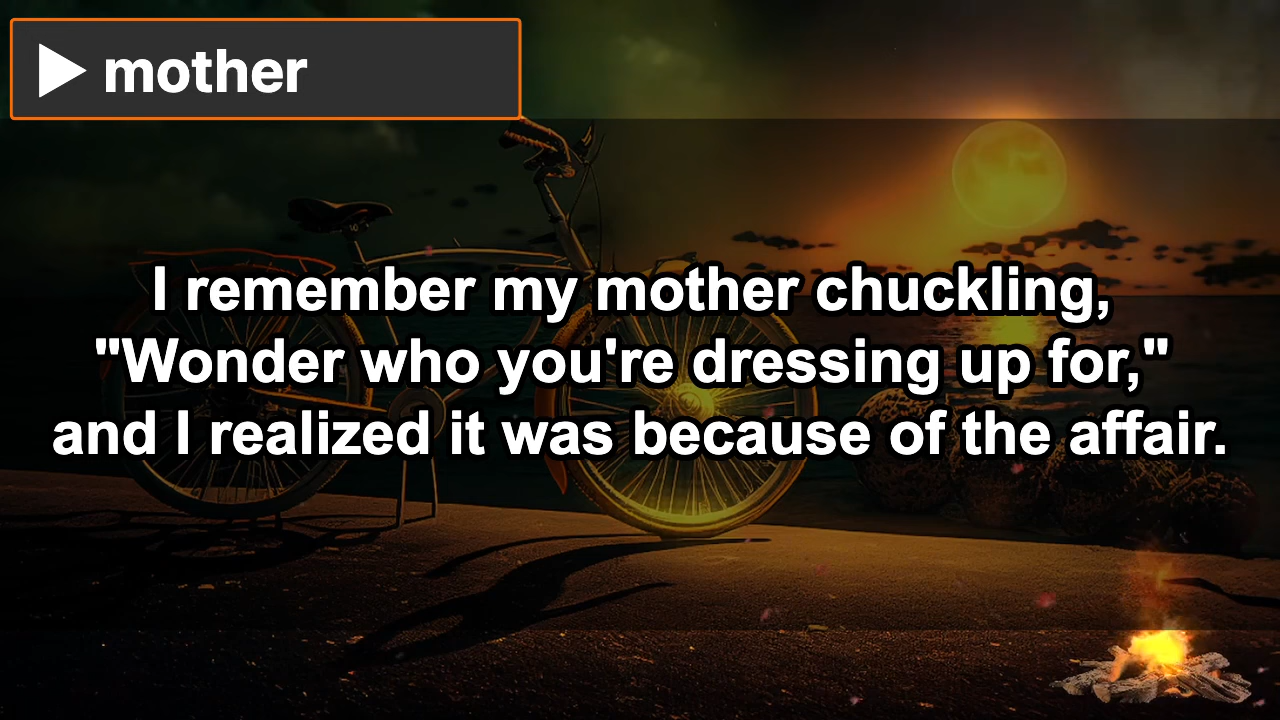 mother
I remember my mother chuckling,
"Wonder who you're dressing up for,"
and I realized it was because of the affair.